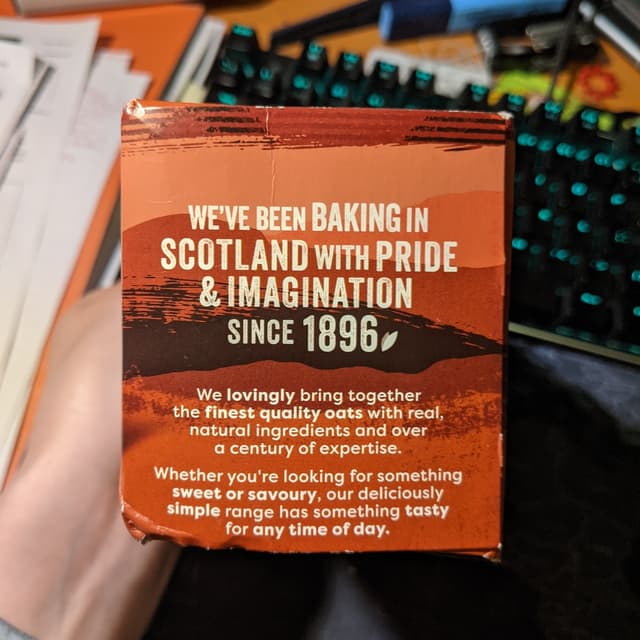 WE'VE BEEN BAKING IN
SCOTLAND WITH PRIDE
& IMAGINATION
SINCE 1896
We lovingly bring together
the finest quality oats with real,
natural ingredients and over
a century of expertise.
Whether you're looking for something
sweet or savoury, our deliciously
simple range has something tasty
for any time of day.